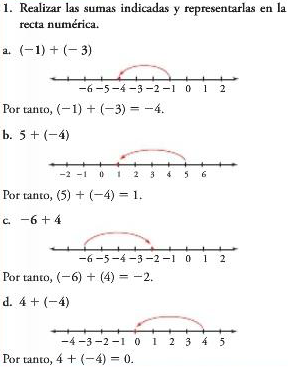 1. Realizar las sumas indicadas y representarlas en la
recta numérica.
a. (−1) + (− 3)
−6 −5 −4 −3 −2 −1 0 1 2
Por tanto, (−1) + (−3) = −4.
b. 5 + (−4)
−2 −1 0 1 2 3 4 5 6
Por tanto, (5) + (−4) = 1.
c. −6 + 4
−6 −5 −4 −3 −2 −1 0 1 2
Por tanto, (−6) + (4) = −2.
d. 4 + (−4)
−4 −3 −2 −1 0 1 2 3 4 5
Por tanto, 4 + (−4) = 0.